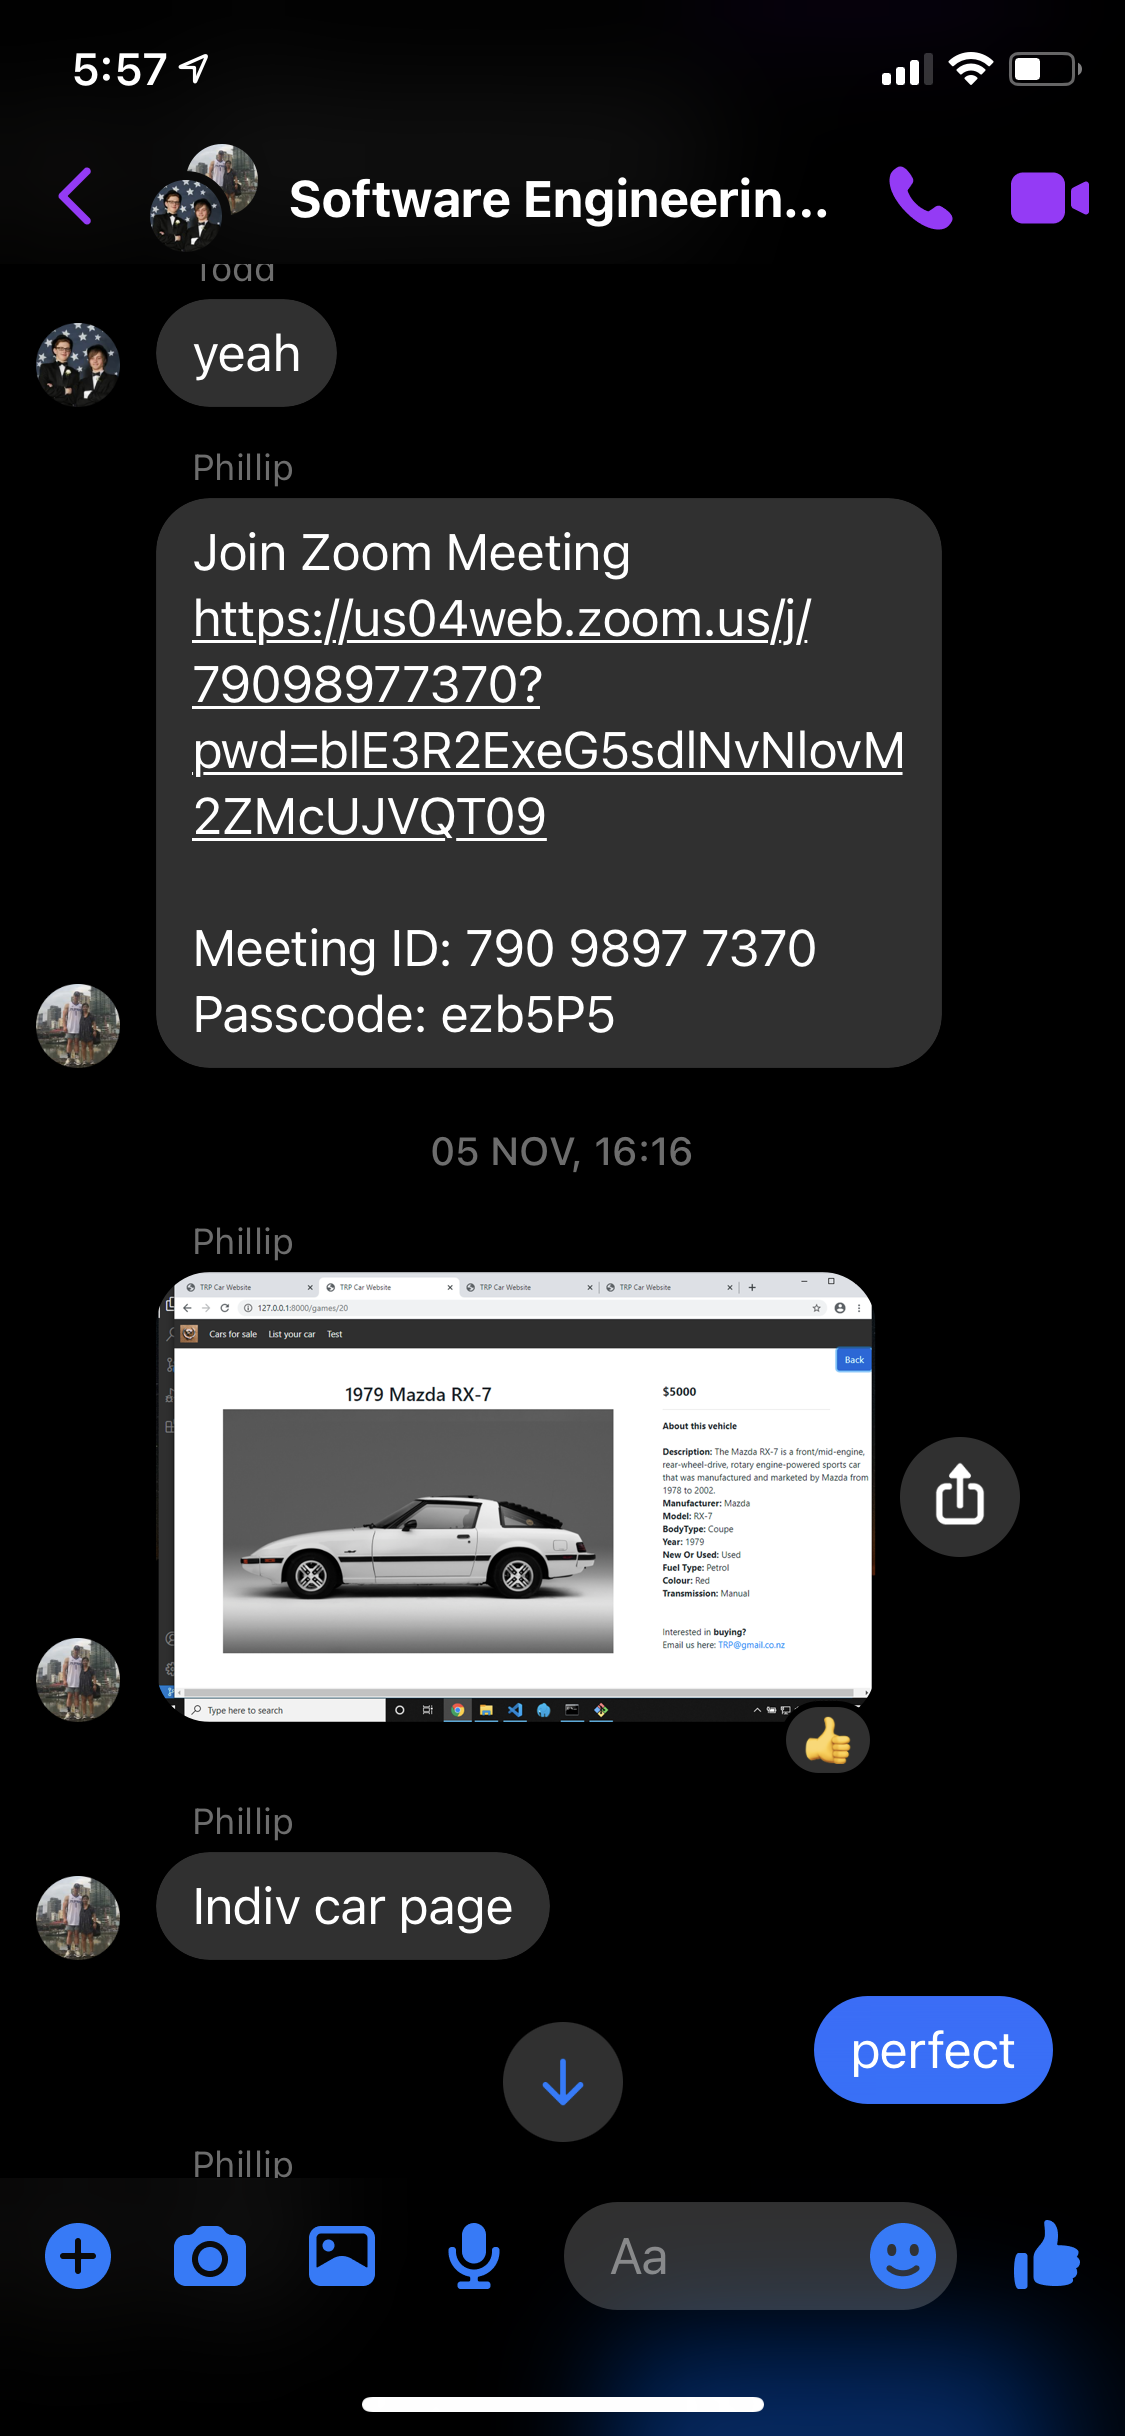 5:57
Software Engineerin...
Todd
yeah
Phillip
Join Zoom Meeting
https://us04web.zoom.us/j/
79098977370?
pwd=blE3R2ExeG5sdlNvNlovM
2ZMcUJVQT09
Meeting ID: 790 9897 7370
Passcode: ezb5P5
05 NOV, 16:16
Phillip
TRP Car Website
TRP Car Website
TRP Car Website
TRP Car Website
127.0.0.1:8000/games/20
Cars for sale List your car Test
Back
1979 Mazda RX-7
$5000
About this vehicle
Description: The Mazda RX-7 is a front/mid-engine,
rear-wheel-drive, rotary engine-powered sports car
that was manufactured and marketed by Mazda from
1978 to 2002.
Manufacturer: Mazda
Model: RX-7
BodyType: Coupe
Year: 1979
New Or Used: Used
Fuel Type: Petrol
Colour: Red
Transmission: Manual
Interested in buying?
Email us here: TRP@gmail.co.nz
Type here to search
Phillip
Indiv car page
perfect
Phillip
Aa